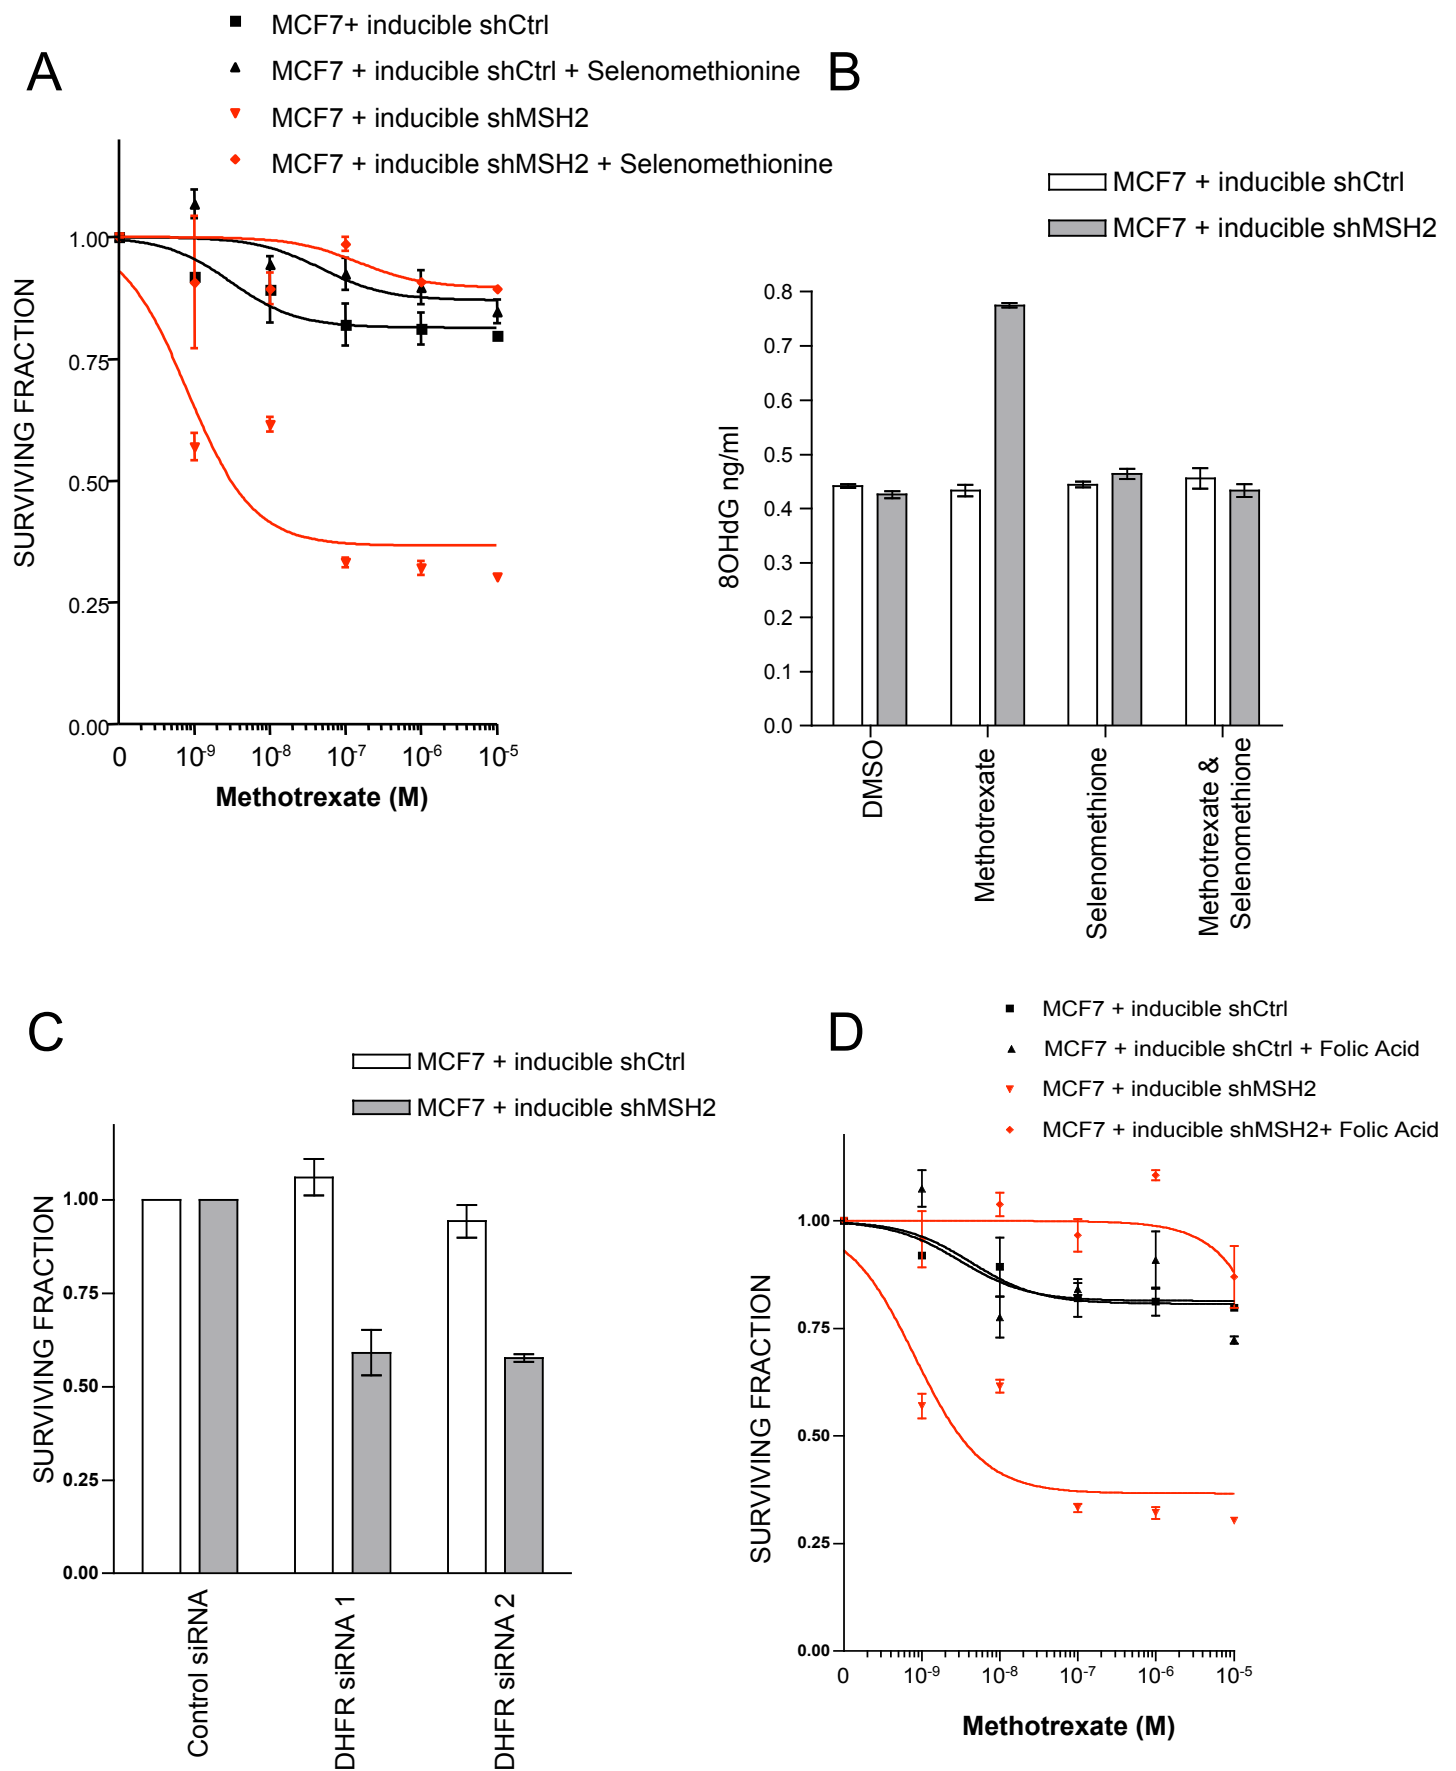 A
MCF7+ inducible shCtrl
MCF7 + inducible shCtrl + Selenomethionine
MCF7 + inducible shMSH2
MCF7 + inducible shMSH2 + Selenomethionine
SURVIVING FRACTION
1.00
0.75
0.50
0.25
0.00
0
10-9
10-8
10-7
10-6
10-5
Methotrexate (M)
B
MCF7 + inducible shCtrl
MCF7 + inducible shMSH2
8OHdG ng/ml
0.8
0.7
0.6
0.5
0.4
0.3
0.2
0.1
0.0
DMSO
Methotrexate
Selenomethione
Methotrexate &
Selenomethione
C
MCF7 + inducible shCtrl
MCF7 + inducible shMSH2
SURVIVING FRACTION
1.00
0.75
0.50
0.25
0.00
Control siRNA
DHFR siRNA 1
DHFR siRNA 2
D
MCF7 + inducible shCtrl
MCF7 + inducible shCtrl + Folic Acid
MCF7 + inducible shMSH2
MCF7 + inducible shMSH2+ Folic Acid
SURVIVING FRACTION
1.00
0.75
0.50
0.25
0.00
0
10-9
10-8
10-7
10-6
10-5
Methotrexate (M)